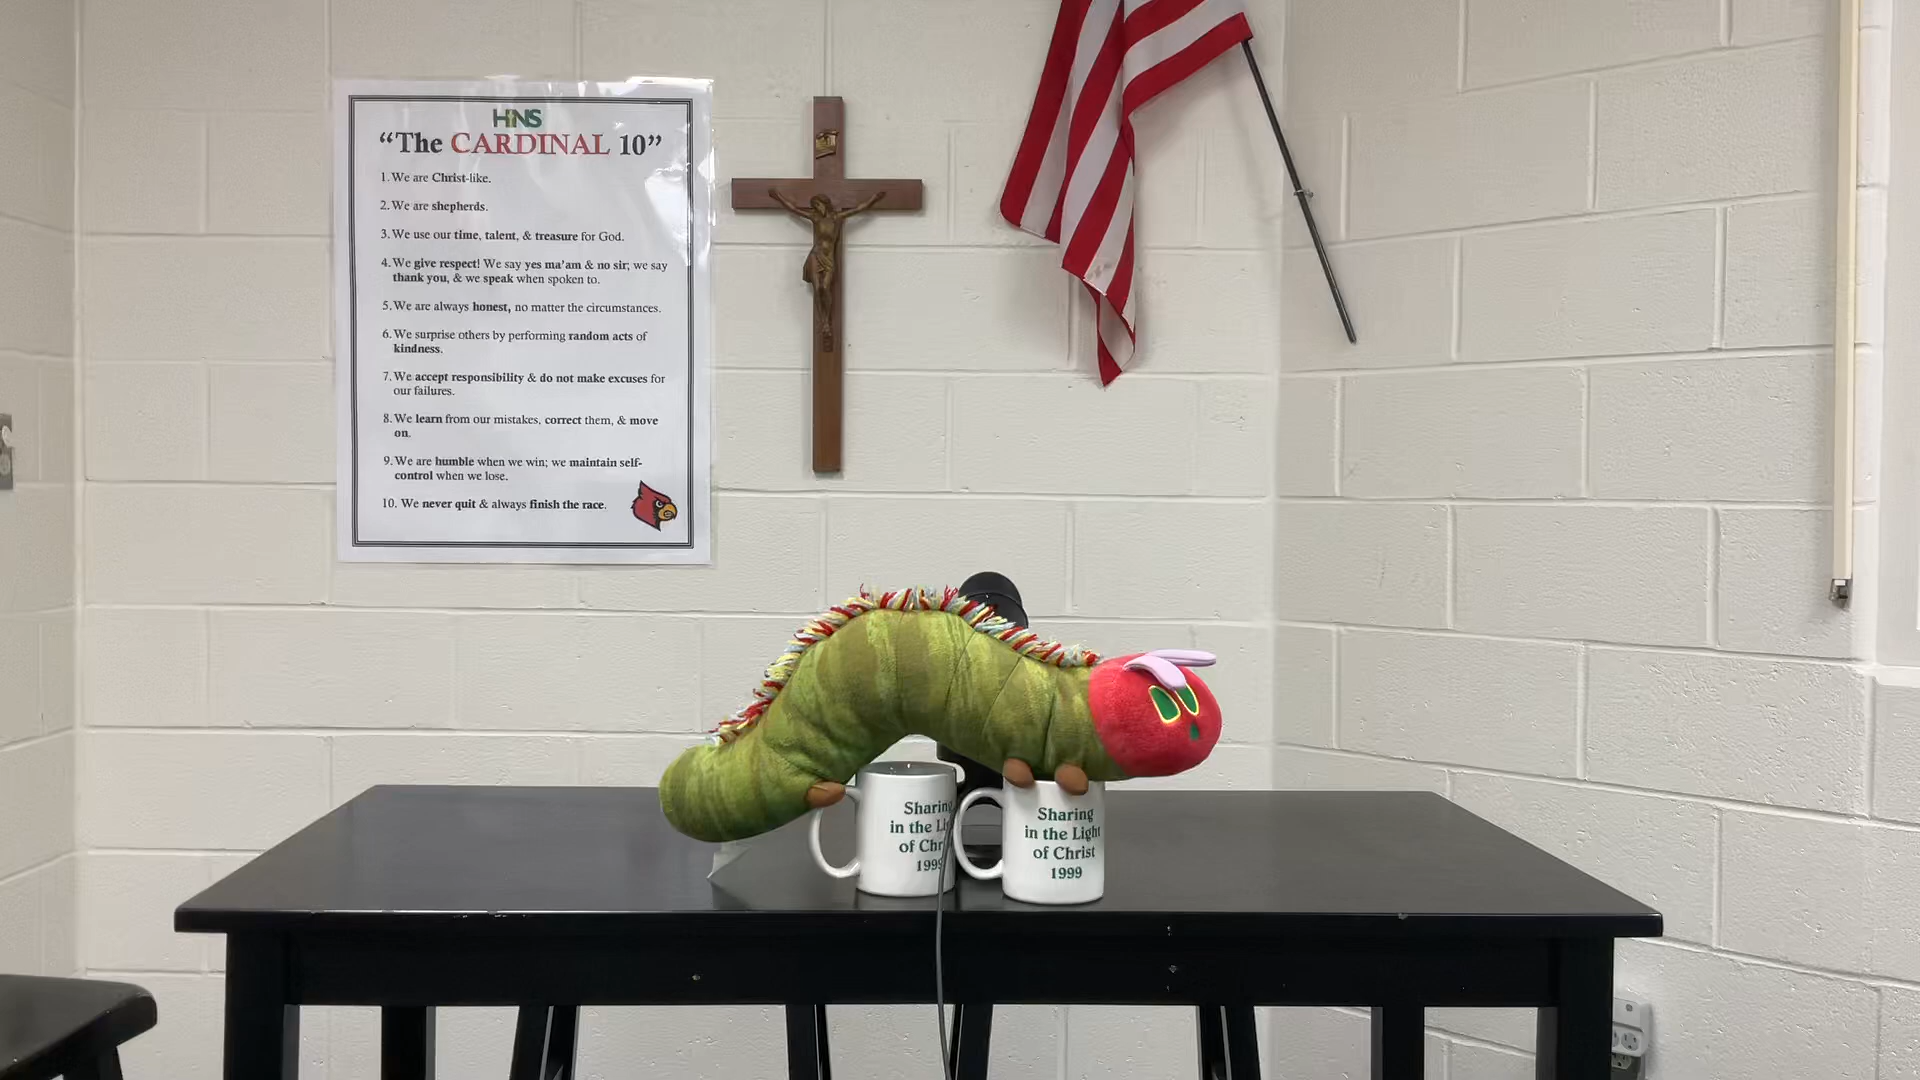 HNS
“The CARDINAL 10”
1. We are Christ-like.
2. We are shepherds.
3. We use our time, talent, & treasure for God.
4. We give respect! We say yes ma’am & no sir; we say
thank you, & we speak when spoken to.
5. We are always honest, no matter the circumstances.
6. We surprise others by performing random acts of
kindness.
7. We accept responsibility & do not make excuses for
our failures.
8. We learn from our mistakes, correct them, & move
on.
9. We are humble when we win; we maintain self-
control when we lose.
10. We never quit & always finish the race.
Sharing
in the Li
of Chr
1999
Sharing
in the Light
of Christ
1999